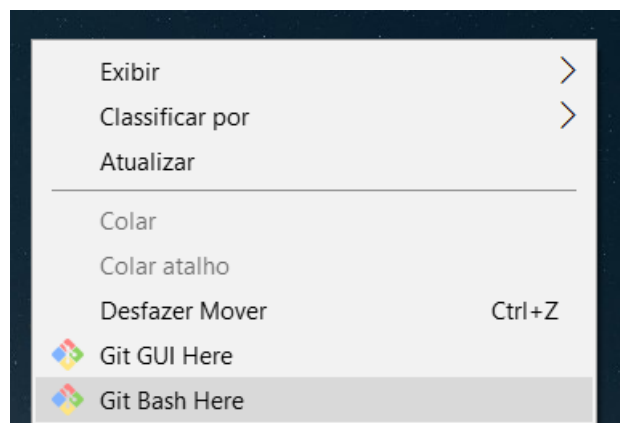 Exibir
Classificar por
Atualizar
Colar
Colar atalho
Desfazer Mover Ctrl+Z
Git GUI Here
Git Bash Here